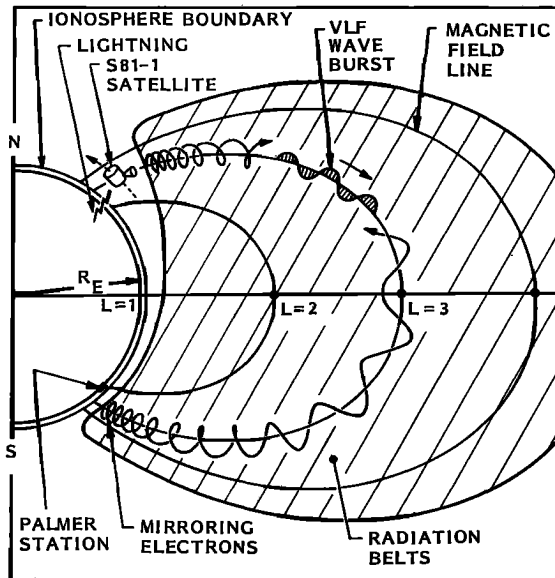 IONOSPHERE BOUNDARY
LIGHTNING
S81-1
SATELLITE
VLF
WAVE
BURST
MAGNETIC
FIELD
LINE
N
R_E
L=1
L=2
L=3
S
PALMER
STATION
MIRRORING
ELECTRONS
RADIATION
BELTS